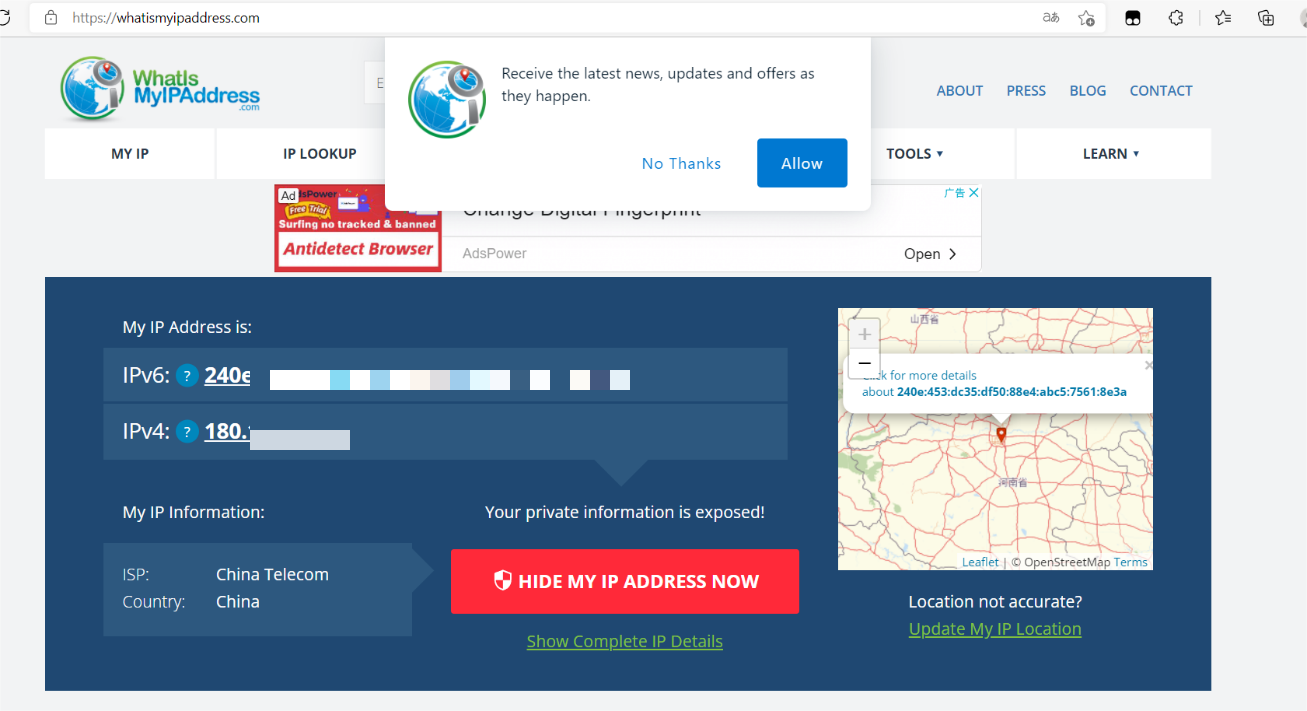 https://whatismyipaddress.com
WhatIs
MyIPAddress
.com
Receive the latest news, updates and offers as
they happen.
No Thanks
Allow
ABOUT
PRESS
BLOG
CONTACT
MY IP
IP LOOKUP
TOOLS ▾
LEARN ▾
Ad
Free Trial
Surfing no tracked & banned
Antidetect Browser
Change Digital Fingerprint
广告
AdsPower
Open
My IP Address is:
IPv6: ? 240e
IPv4: ? 180.
My IP Information:
ISP: China Telecom
Country: China
Your private information is exposed!
HIDE MY IP ADDRESS NOW
Show Complete IP Details
山西省
+
−
Click for more details
about 240e:453:dc35:df50:88e4:abc5:7561:8e3a
河南省
Leaflet | © OpenStreetMap Terms
Location not accurate?
Update My IP Location